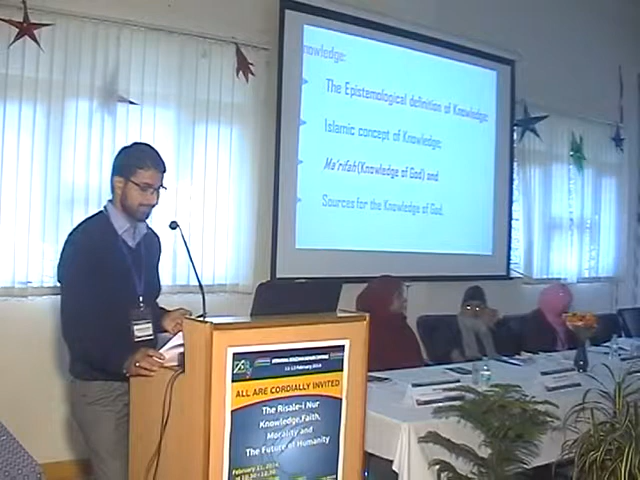 nowledge:
The Epistemological definition of Knowledge;
Islamic concept of Knowledge;
Ma'rifah (Knowledge of God) and
Sources for the Knowledge of God.
ALL ARE CORDIALLY INVITED
The Risale-i Nur
Knowledge, Faith,
Morality and
The Future of Humanity